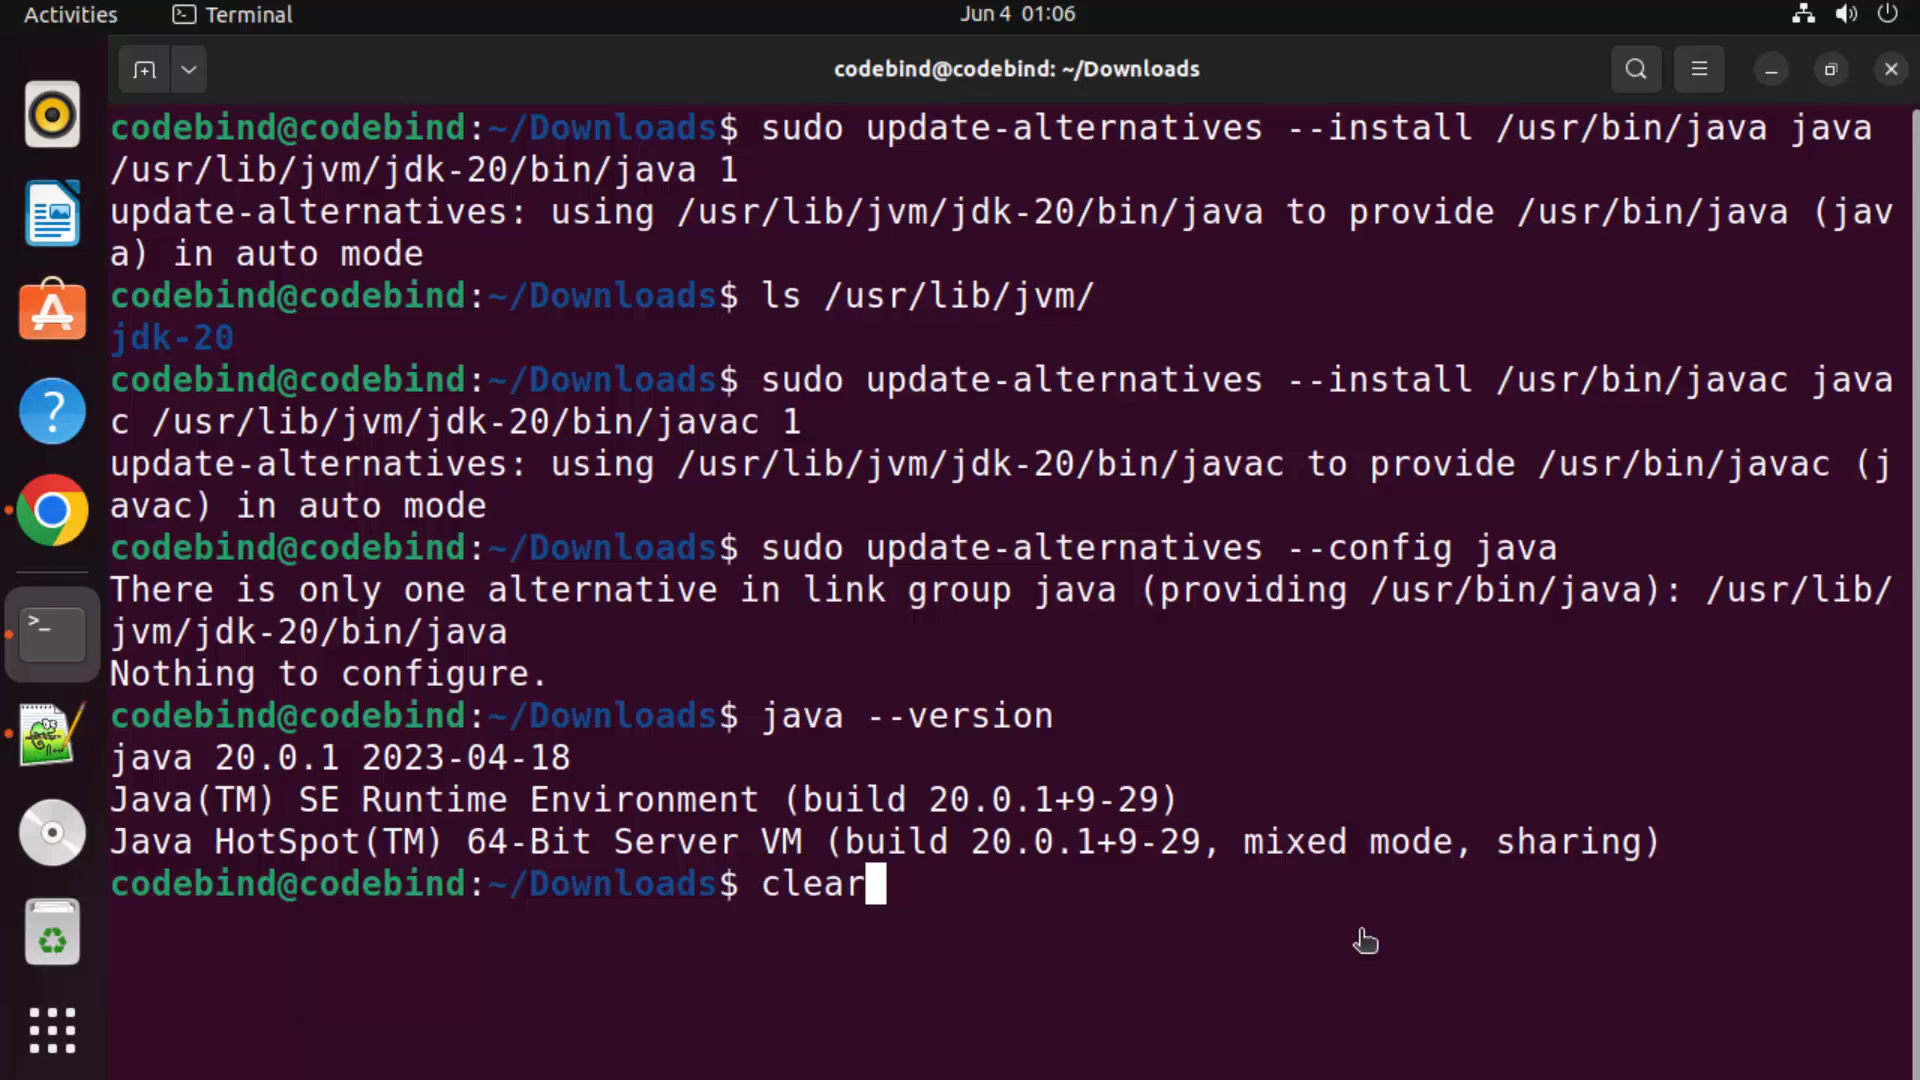 Activities Terminal Jun 4 01:06
codebind@codebind: ~/Downloads
codebind@codebind:~/Downloads$ sudo update-alternatives --install /usr/bin/java java
/usr/lib/jvm/jdk-20/bin/java 1
update-alternatives: using /usr/lib/jvm/jdk-20/bin/java to provide /usr/bin/java (jav
a) in auto mode
codebind@codebind:~/Downloads$ ls /usr/lib/jvm/
jdk-20
codebind@codebind:~/Downloads$ sudo update-alternatives --install /usr/bin/javac java
c /usr/lib/jvm/jdk-20/bin/javac 1
update-alternatives: using /usr/lib/jvm/jdk-20/bin/javac to provide /usr/bin/javac (j
avac) in auto mode
codebind@codebind:~/Downloads$ sudo update-alternatives --config java
There is only one alternative in link group java (providing /usr/bin/java): /usr/lib/
jvm/jdk-20/bin/java
Nothing to configure.
codebind@codebind:~/Downloads$ java --version
java 20.0.1 2023-04-18
Java(TM) SE Runtime Environment (build 20.0.1+9-29)
Java HotSpot(TM) 64-Bit Server VM (build 20.0.1+9-29, mixed mode, sharing)
codebind@codebind:~/Downloads$ clear